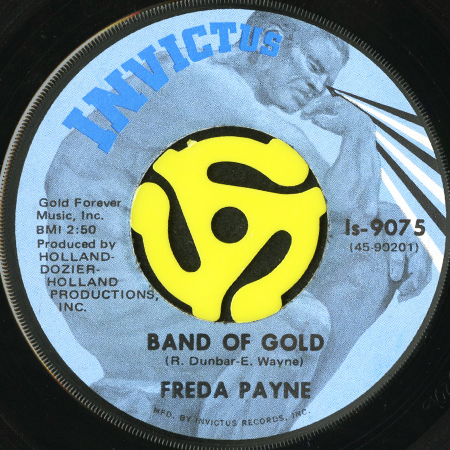 INVICTUS
Gold Forever
Music, Inc.
BMI 2:50
Produced by
HOLLAND-
DOZIER-
HOLLAND
PRODUCTIONS,
INC.
Is-9075
(45-90201)
BAND OF GOLD
(R. Dunbar-E. Wayne)
FREDA PAYNE
MFD. BY INVICTUS RECORDS, INC.